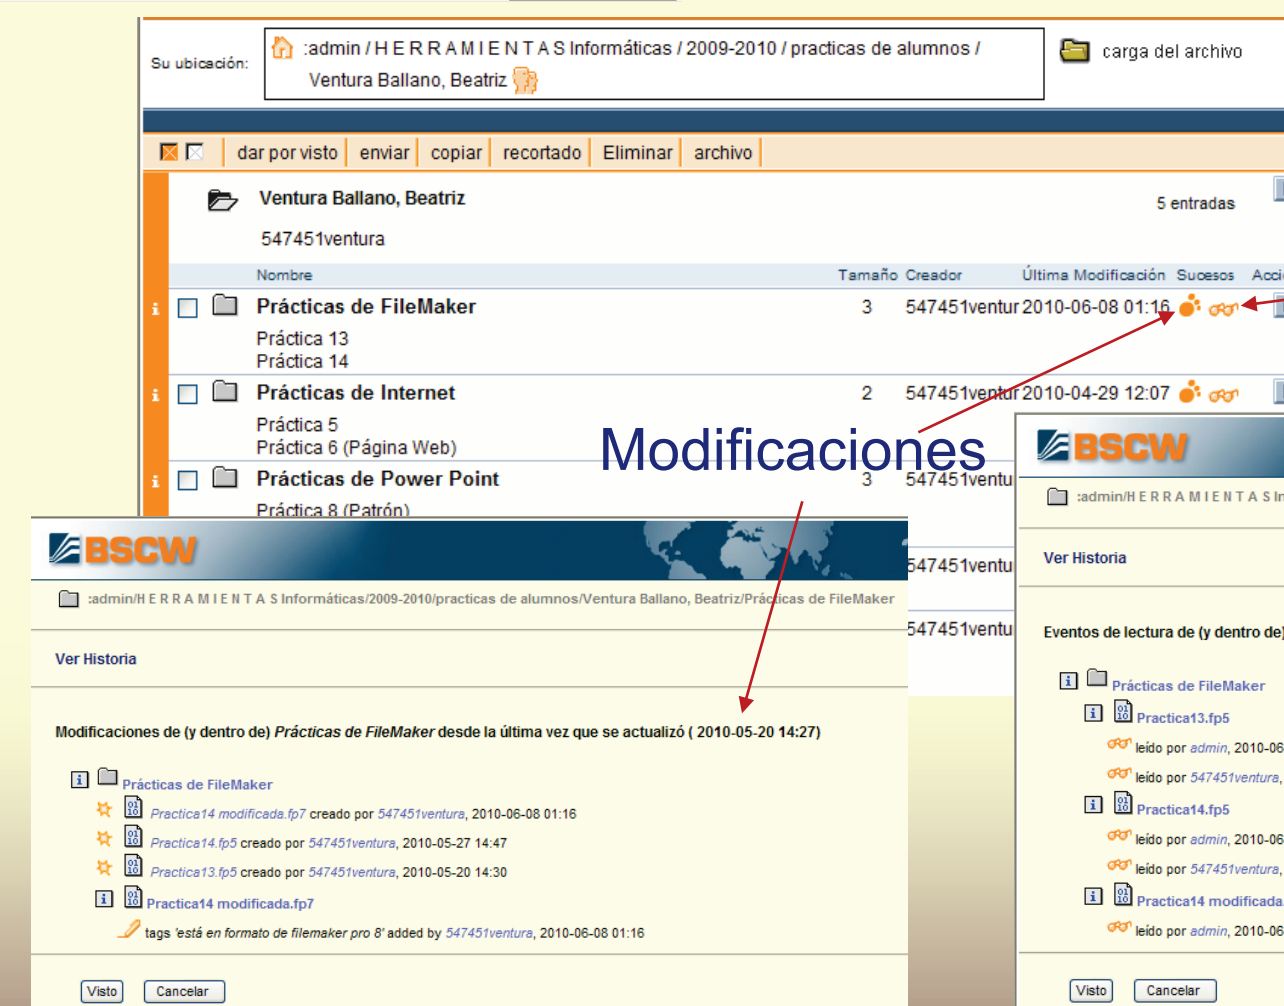 Su ubicación:
:admin / H E R R A M I E N T A S Informáticas / 2009-2010 / practicas de alumnos /
Ventura Ballano, Beatriz
carga del archivo
dar por visto enviar copiar recortado Eliminar archivo
Ventura Ballano, Beatriz
5 entradas
547451ventura
Nombre Tamaño Creador Última Modificación Sucesos
Prácticas de FileMaker 3 547451ventur 2010-06-08 01:16
Práctica 13
Práctica 14
Prácticas de Internet 2 547451ventur 2010-04-29 12:07
Práctica 5
Práctica 6 (Página Web)
Modificaciones
Prácticas de Power Point 3 547451ventu
Práctica 8 (Patrón)
547451ventu
547451ventu
BSCW
:admin/H E R R A M I E N T A S Informáticas/2009-2010/practicas de alumnos/Ventura Ballano, Beatriz/Prácticas de FileMaker
Ver Historia
Modificaciones de (y dentro de) Prácticas de FileMaker desde la última vez que se actualizó ( 2010-05-20 14:27)
Prácticas de FileMaker
Practica14 modificada.fp7 creado por 547451ventura, 2010-06-08 01:16
Practica14.fp5 creado por 547451ventura, 2010-05-27 14:47
Practica13.fp5 creado por 547451ventura, 2010-05-20 14:30
Practica14 modificada.fp7
tags 'está en formato de filemaker pro 8' added by 547451ventura, 2010-06-08 01:16
Visto Cancelar
BSCW
:admin/H E R R A M I E N T A S In
Ver Historia
Eventos de lectura de (y dentro de)
Prácticas de FileMaker
Practica13.fp5
leído por admin, 2010-06
leído por 547451ventura,
Practica14.fp5
leído por admin, 2010-06
leído por 547451ventura,
Practica14 modificada.
leído por admin, 2010-06
Visto Cancelar